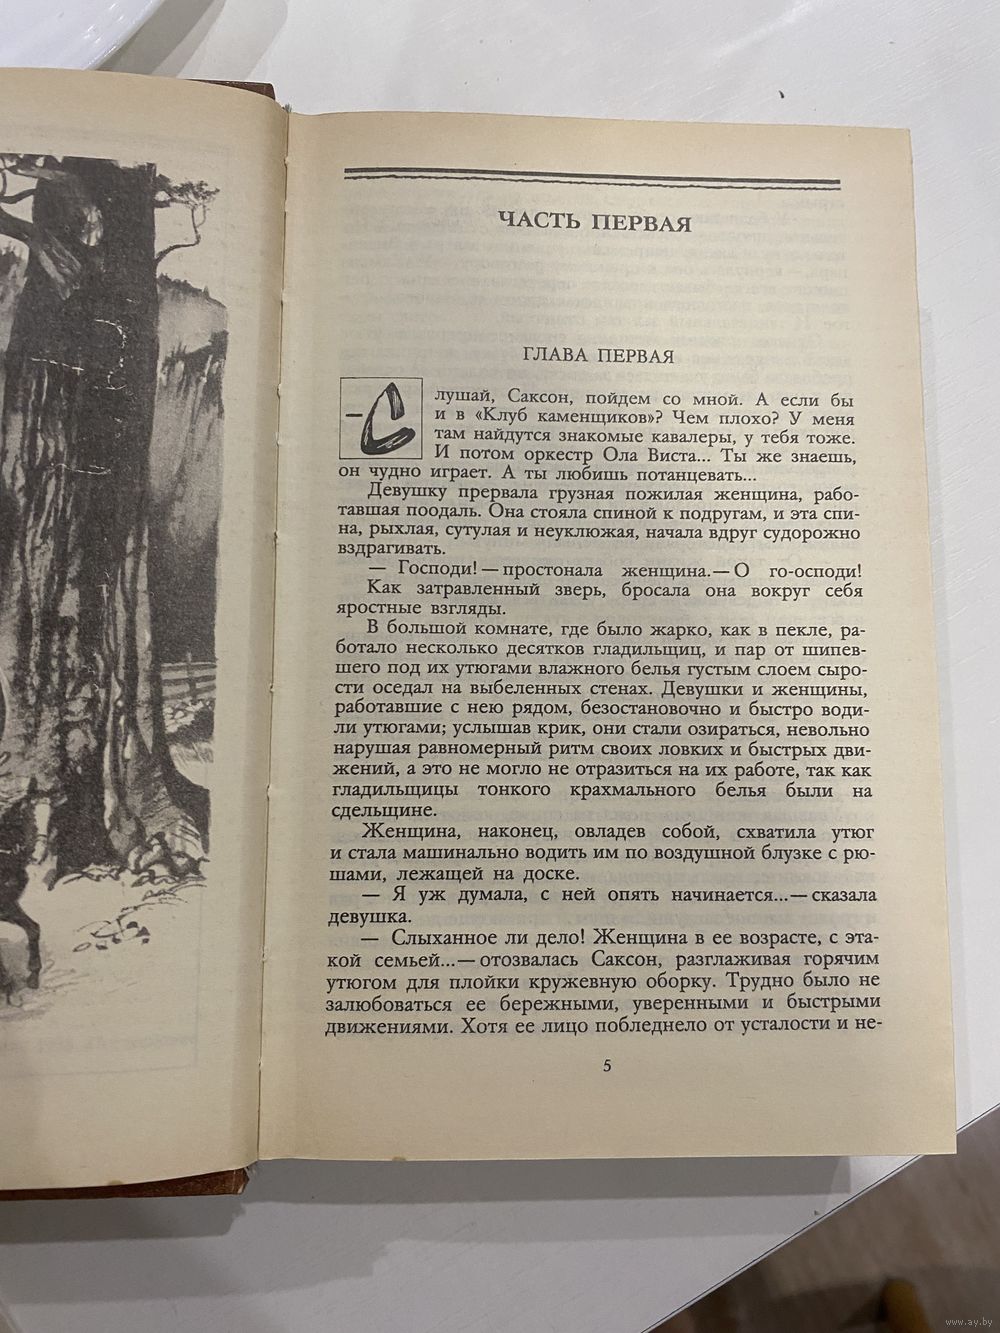 ЧАСТЬ ПЕРВАЯ
ГЛАВА ПЕРВАЯ
– Слушай, Саксон, пойдем со мной. А если бы
и в «Клуб каменщиков»? Чем плохо? У меня
там найдутся знакомые кавалеры, у тебя тоже.
И потом оркестр Ола Виста... Ты же знаешь,
он чудно играет. А ты любишь потанцевать...
Девушку прервала грузная пожилая женщина, рабо-
тавшая поодаль. Она стояла спиной к подругам, и эта спи-
на, рыхлая, сутулая и неуклюжая, начала вдруг судорожно
вздрагивать.
— Господи! — простонала женщина.— О го-осподи!
Как затравленный зверь, бросала она вокруг себя
яростные взгляды.
В большой комнате, где было жарко, как в пекле, ра-
ботало несколько десятков гладильщиц, и пар от шипев-
шего под их утюгами влажного белья густым слоем сыро-
сти оседал на выбеленных стенах. Девушки и женщины,
работавшие с нею рядом, безостановочно и быстро води-
ли утюгами; услышав крик, они стали озираться, невольно
нарушая равномерный ритм своих ловких и быстрых дви-
жений, а это не могло не отразиться на их работе, так как
гладильщицы тонкого крахмального белья были на
сдельщине.
Женщина, наконец, овладев собой, схватила утюг
и стала машинально водить им по воздушной блузке с рю-
шами, лежащей на доске.
— Я уж думала, с ней опять начинается...— сказала
девушка.
— Слыханное ли дело! Женщина в ее возрасте, с эта-
кой семьей...— отозвалась Саксон, разглаживая горячим
утюгом для плойки кружевную оборку. Трудно было не
залюбоваться ее бережными, уверенными и быстрыми
движениями. Хотя ее лицо побледнело от усталости и не-
5
www.ay.by